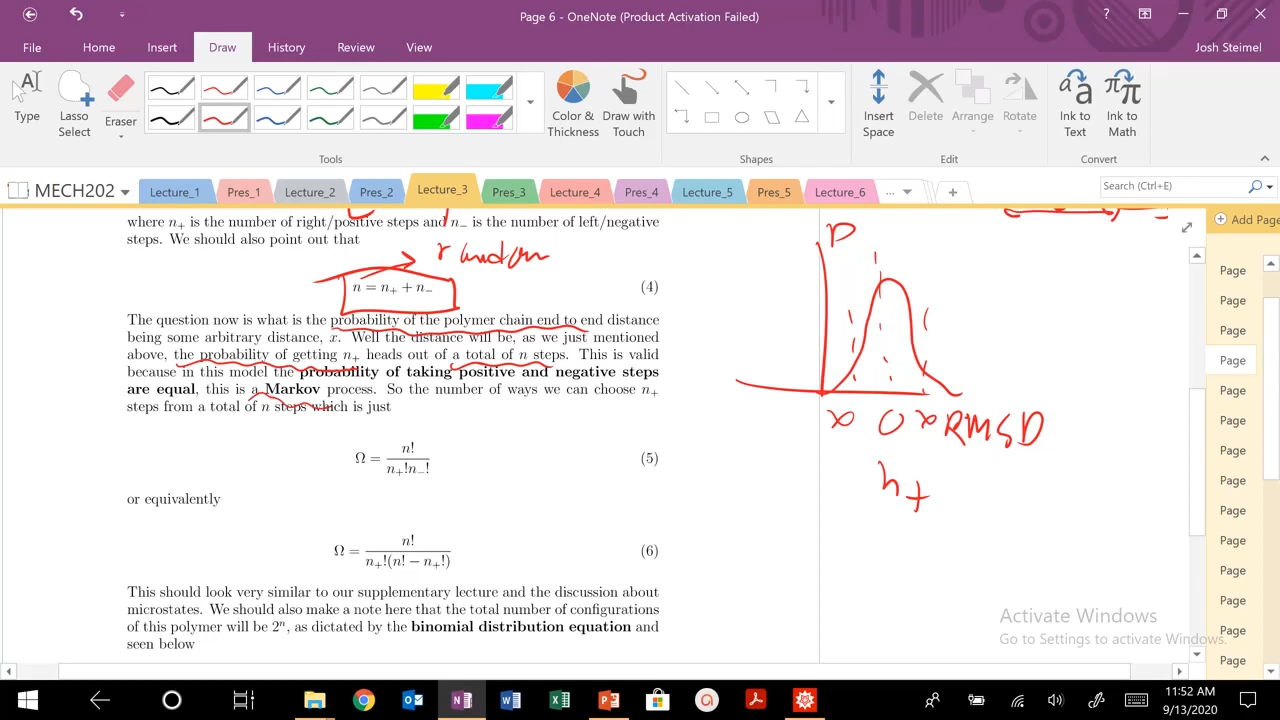 Page 6 - OneNote (Product Activation Failed)
?
File Home Insert Draw History Review View Josh Steimel
Type
Lasso Select
Eraser
Color & Thickness
Draw with Touch
Insert Space
Delete
Arrange
Rotate
Ink to Text
Ink to Math
Tools Shapes Edit Convert
MECH202 Lecture_1 Pres_1 Lecture_2 Pres_2 Lecture_3 Pres_3 Lecture_4 Pres_4 Lecture_5 Pres_5 Lecture_6 ... Search (Ctrl+E)
Add Page
where n₊ is the number of right/positive steps and n₋ is the number of left/negative
steps. We should also point out that
random
n = n₊ + n₋ (4)
The question now is what is the probability of the polymer chain end to end distance
being some arbitrary distance, x. Well the distance will be, as we just mentioned
above, the probability of getting n₊ heads out of a total of n steps. This is valid
because in this model the probability of taking positive and negative steps
are equal, this is a Markov process. So the number of ways we can choose n₊
steps from a total of n steps which is just
Ω = n! / n₊!n₋! (5)
or equivalently
Ω = n! / n₊!(n! − n₊!) (6)
This should look very similar to our supplementary lecture and the discussion about
microstates. We should also make a note here that the total number of configurations
of this polymer will be 2ⁿ, as dictated by the binomial distribution equation and
seen below
P
x 0 x RMSD
n+
Page
Page
Page
Page
Page
Page
Page
Page
Page
Page
Page
Page
Page
Page
Activate Windows
Go to Settings to activate Windows.
11:52 AM
9/13/2020